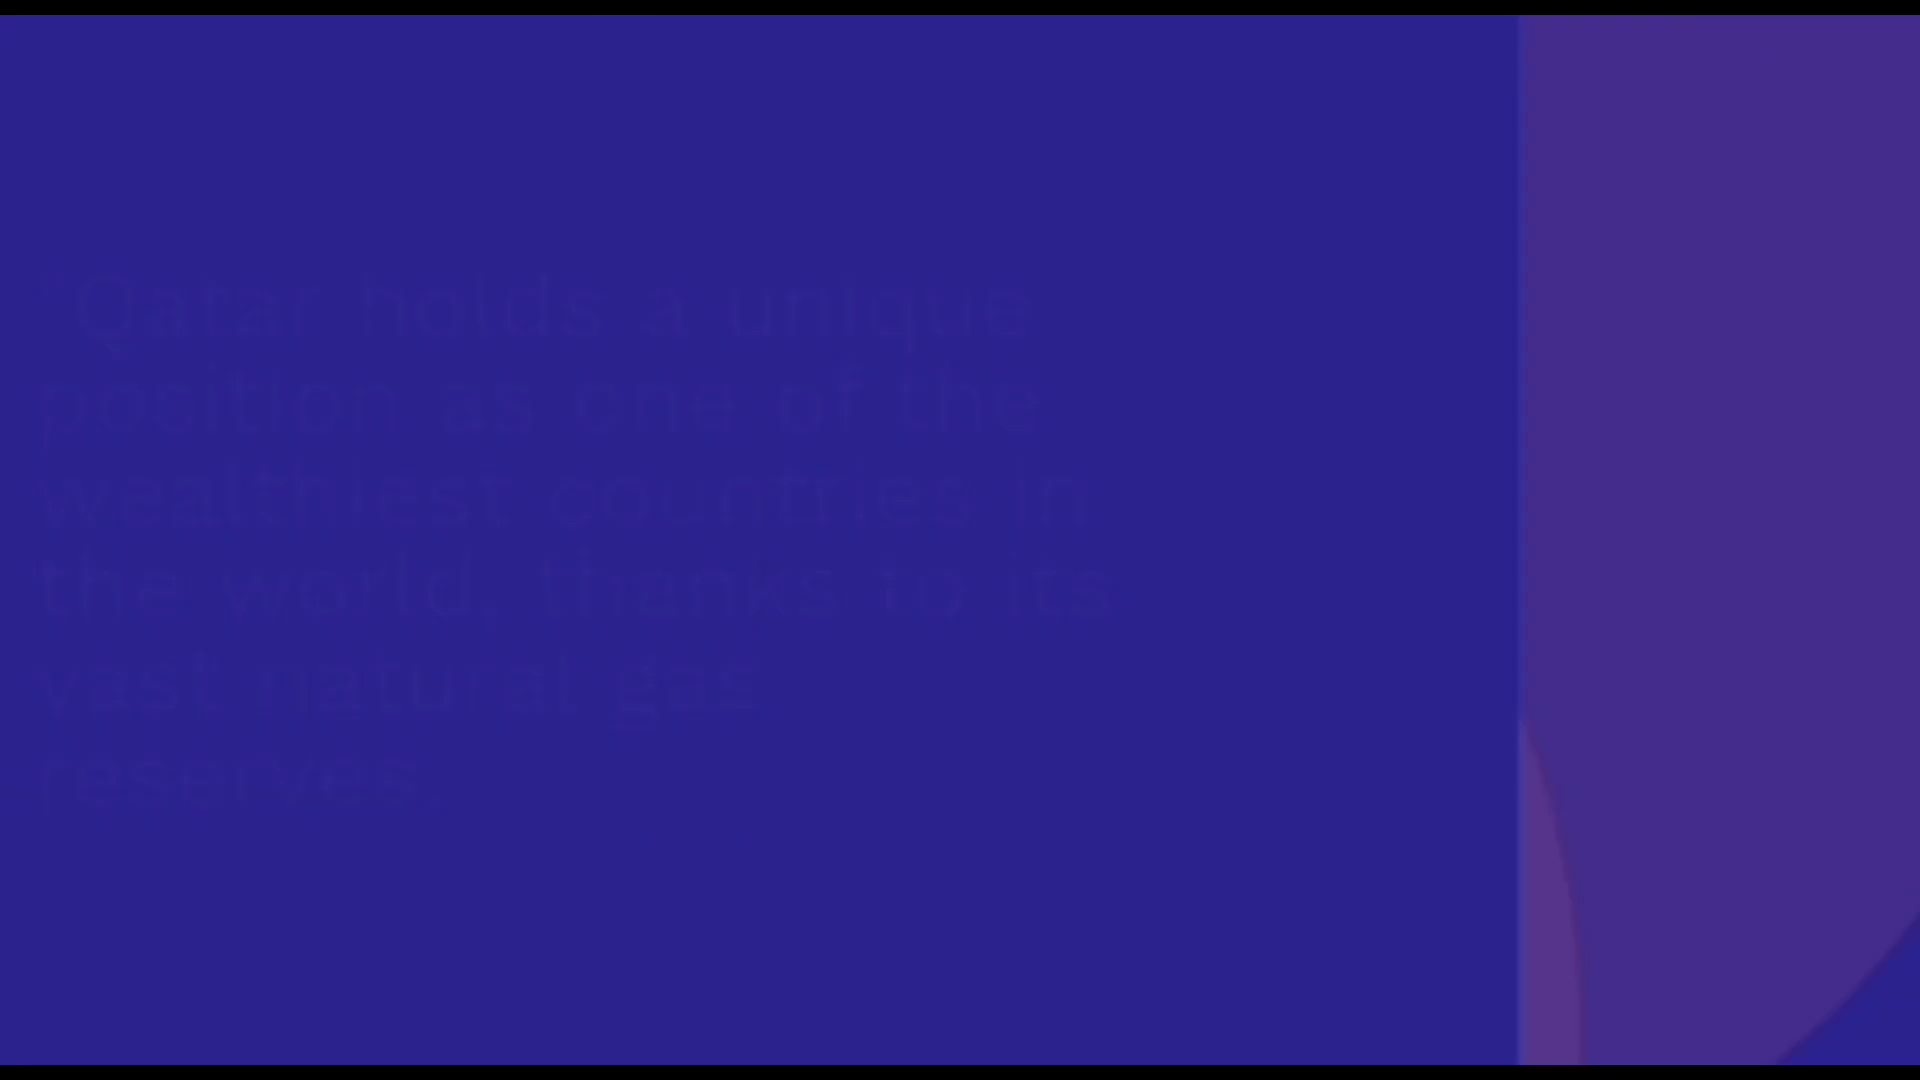 "Qatar holds a unique
position as one of the
wealthiest countries in
the world, thanks to its
vast natural gas
reserves.